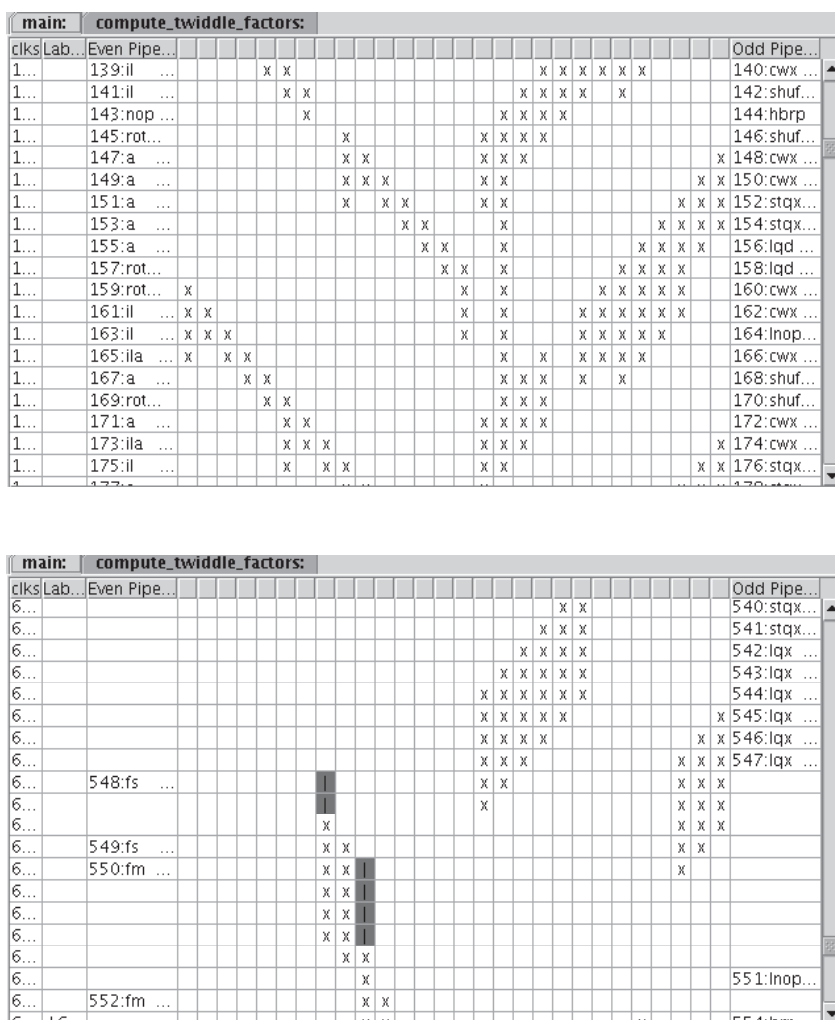 main: compute_twiddle_factors:
clks Lab... Even Pipe... Odd Pipe...
1... 139:il ... x x x x x x x x 140:cwx ...
1... 141:il ... x x x x x x x 142:shuf...
1... 143:nop ... x x x x x 144:hbrp
1... 145:rot... x x x x x 146:shuf...
1... 147:a ... x x x x x x 148:cwx ...
1... 149:a ... x x x x x x x 150:cwx ...
1... 151:a ... x x x x x x x x 152:stqx...
1... 153:a ... x x x x x x x 154:stqx...
1... 155:a ... x x x x x x x 156:lqd ...
1... 157:rot... x x x x x x x 158:lqd ...
1... 159:rot... x x x x x x x x 160:cwx ...
1... 161:il ... x x x x x x x x x x 162:cwx ...
1... 163:il ... x x x x x x x x x x 164:lnop...
1... 165:ila ... x x x x x x x x x 166:cwx ...
1... 167:a ... x x x x x x x 168:shuf...
1... 169:rot... x x x x x 170:shuf...
1... 171:a ... x x x x x x 172:cwx ...
1... 173:ila ... x x x x x x x 174:cwx ...
1... 175:il ... x x x x x x x 176:stqx...
main: compute_twiddle_factors:
clks Lab... Even Pipe... Odd Pipe...
6... x x 540:stqx...
6... x x x 541:stqx...
6... x x x x 542:lqx ...
6... x x x x x 543:lqx ...
6... x x x x x x 544:lqx ...
6... x x x x x x 545:lqx ...
6... x x x x x x 546:lqx ...
6... x x x x x x 547:lqx ...
6... 548:fs ... | x x x x x
6... | x x x x
6... x x x x
6... 549:fs ... x x x x
6... 550:fm ... x x | x
6... x x |
6... x x |
6... x x |
6... x x
6... x 551:lnop...
6... 552:fm ... x x